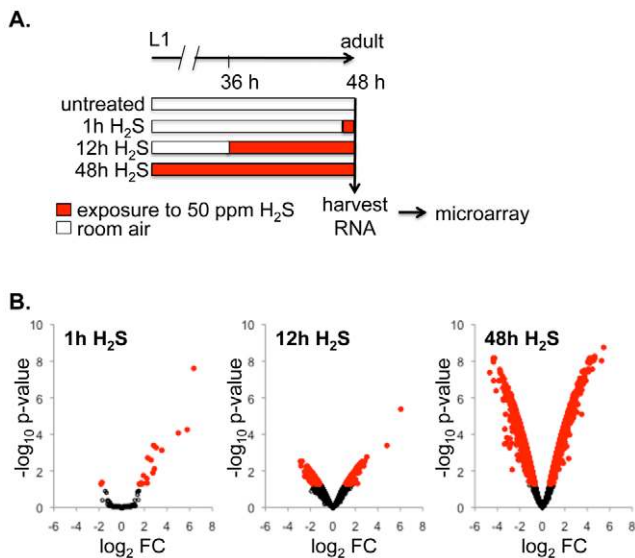 A.
L1
adult
36 h
48 h
untreated
1h H₂S
12h H₂S
48h H₂S
exposure to 50 ppm H₂S
room air
harvest
RNA
microarray
B.
1h H₂S
12h H₂S
48h H₂S
-log₁₀ p-value
10
8
6
4
2
0
-6 -4 -2 0 2 4 6 8
log₂ FC
-log₁₀ p-value
10
8
6
4
2
0
-6 -4 -2 0 2 4 6 8
log₂ FC
-log₁₀ p-value
10
8
6
4
2
0
-6 -4 -2 0 2 4 6 8
log₂ FC